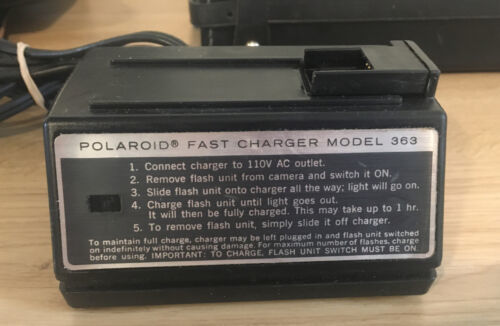 POLAROID® FAST CHARGER MODEL 363
1. Connect charger to 110V AC outlet.
2. Remove flash unit from camera and switch it ON.
3. Slide flash unit onto charger all the way; light will go on.
4. Charge flash unit until light goes out.
It will then be fully charged. This may take up to 1 hr.
5. To remove flash unit, simply slide it off charger.
To maintain full charge, charger may be left plugged in and flash unit switched
on indefinitely without causing damage. For maximum number of flashes, charge
before using. IMPORTANT: TO CHARGE, FLASH UNIT SWITCH MUST BE ON.